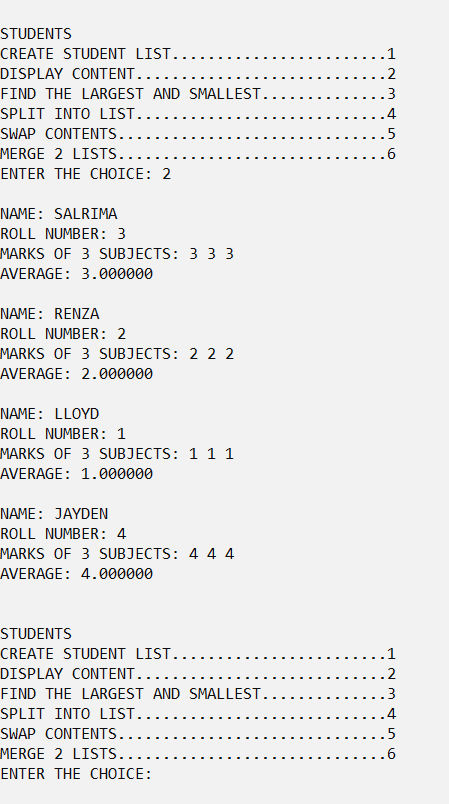 STUDENTS
CREATE STUDENT LIST........................1
DISPLAY CONTENT............................2
FIND THE LARGEST AND SMALLEST..............3
SPLIT INTO LIST............................4
SWAP CONTENTS..............................5
MERGE 2 LISTS..............................6
ENTER THE CHOICE: 2
NAME: SALRIMA
ROLL NUMBER: 3
MARKS OF 3 SUBJECTS: 3 3 3
AVERAGE: 3.000000
NAME: RENZA
ROLL NUMBER: 2
MARKS OF 3 SUBJECTS: 2 2 2
AVERAGE: 2.000000
NAME: LLOYD
ROLL NUMBER: 1
MARKS OF 3 SUBJECTS: 1 1 1
AVERAGE: 1.000000
NAME: JAYDEN
ROLL NUMBER: 4
MARKS OF 3 SUBJECTS: 4 4 4
AVERAGE: 4.000000
STUDENTS
CREATE STUDENT LIST........................1
DISPLAY CONTENT............................2
FIND THE LARGEST AND SMALLEST..............3
SPLIT INTO LIST............................4
SWAP CONTENTS..............................5
MERGE 2 LISTS..............................6
ENTER THE CHOICE: